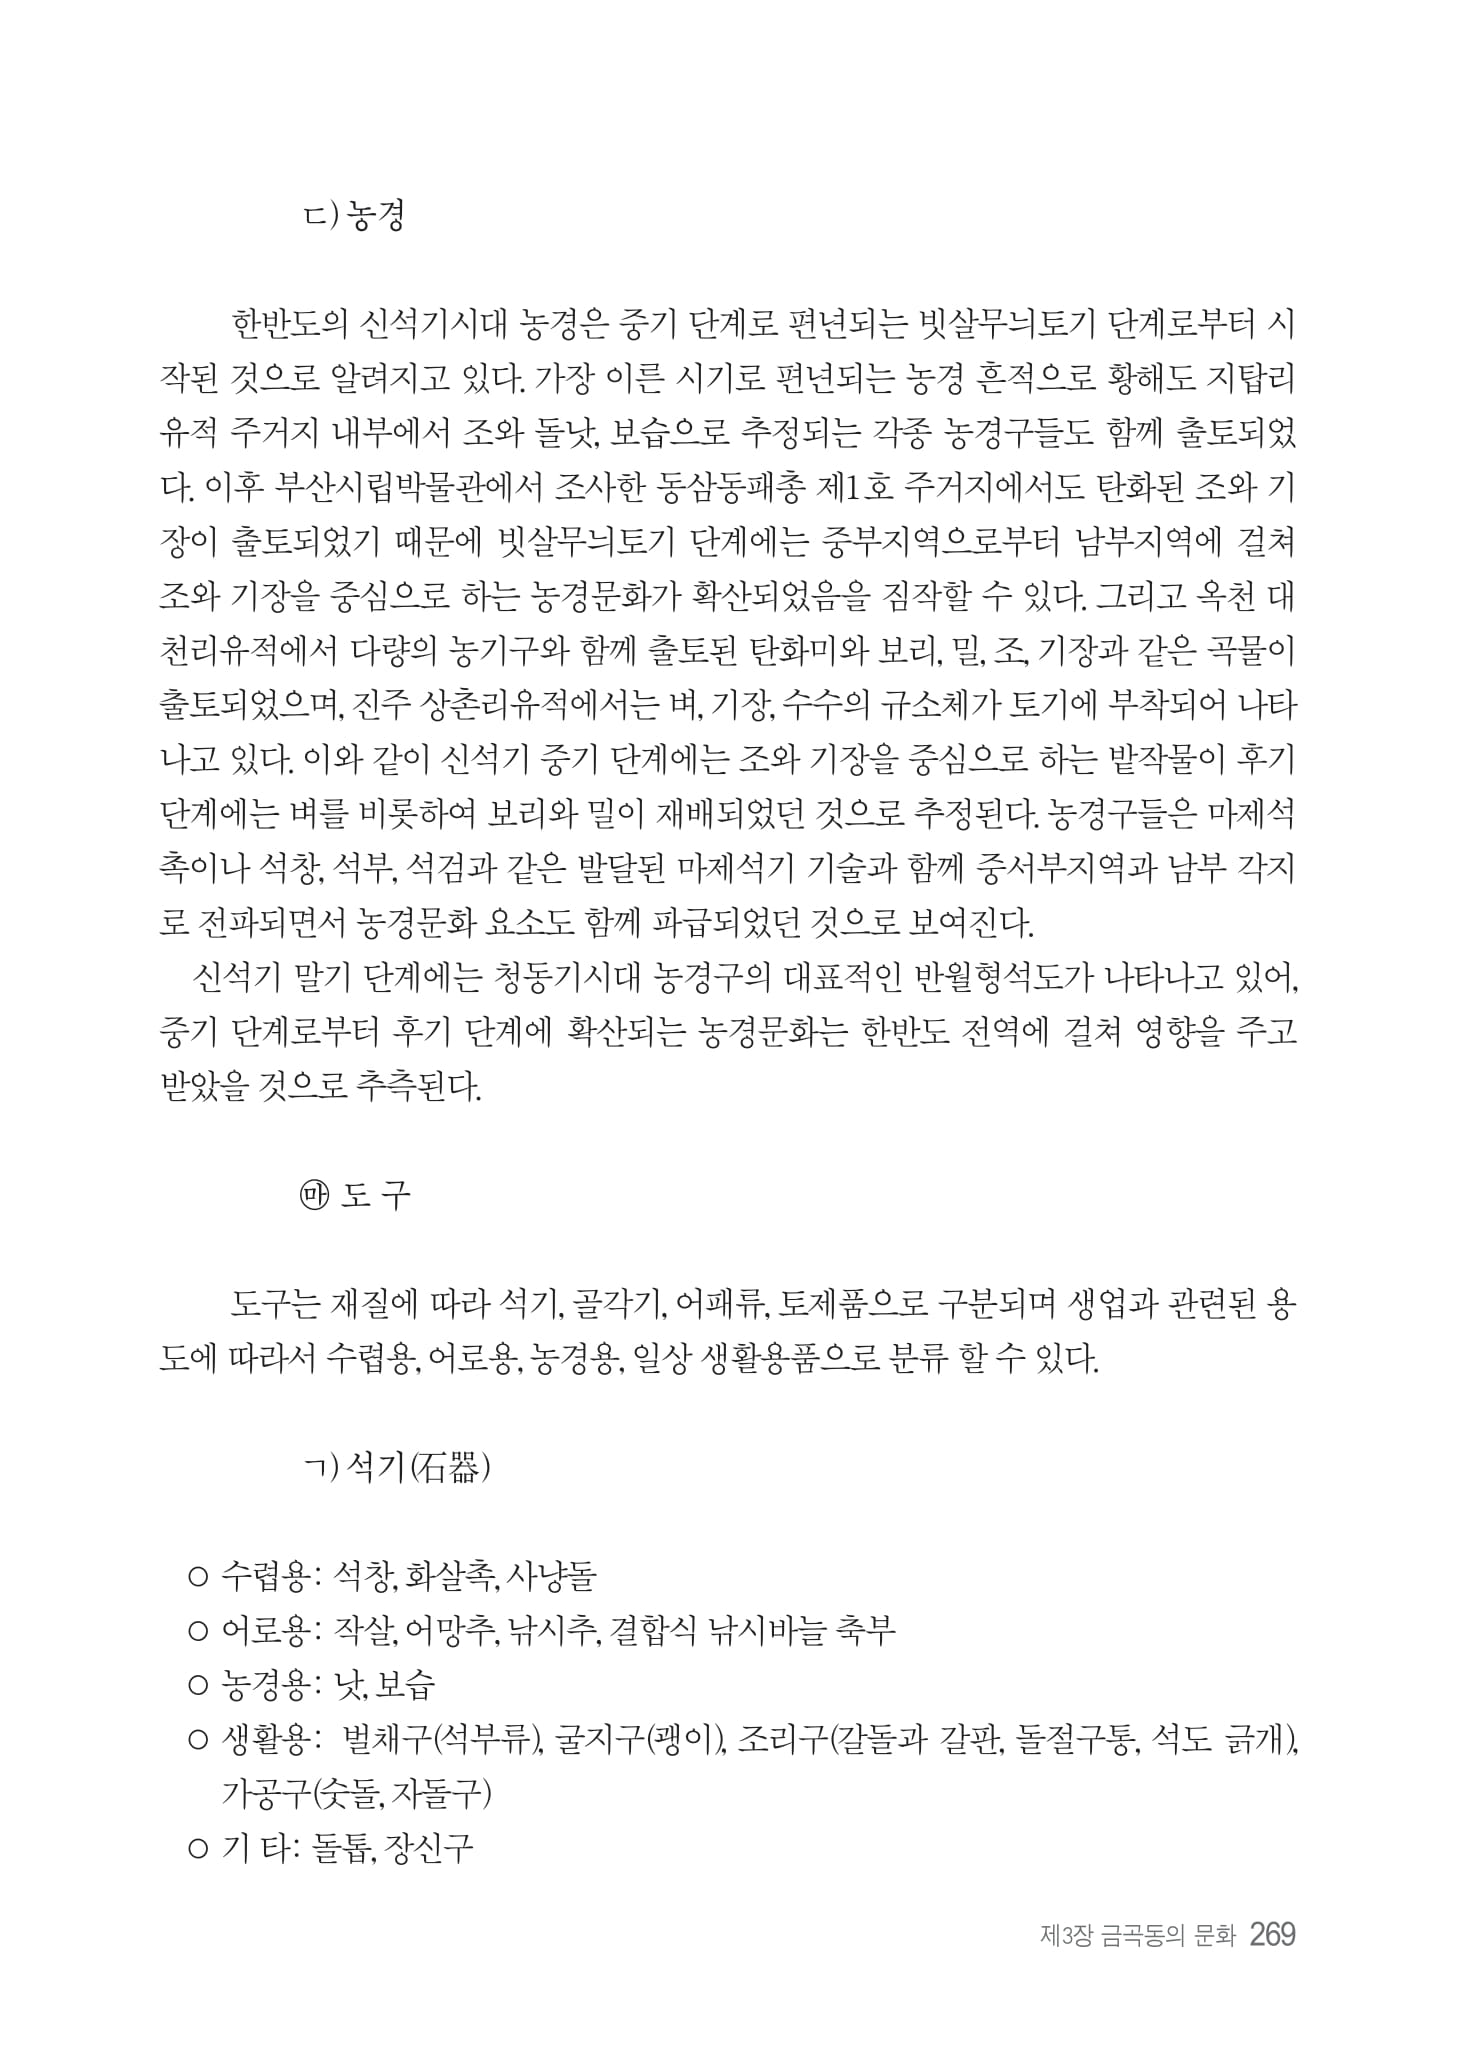 ㄷ) 농경
한반도의 신석기시대 농경은 중기 단계로 편년되는 빗살무늬토기 단계로부터 시
작된 것으로 알려지고 있다. 가장 이른 시기로 편년되는 농경 흔적으로 황해도 지탑리
유적 주거지 내부에서 조와 돌낫, 보습으로 추정되는 각종 농경구들도 함께 출토되었
다. 이후 부산시립박물관에서 조사한 동삼동패총 제1호 주거지에서도 탄화된 조와 기
장이 출토되었기 때문에 빗살무늬토기 단계에는 중부지역으로부터 남부지역에 걸쳐
조와 기장을 중심으로 하는 농경문화가 확산되었음을 짐작할 수 있다. 그리고 옥천 대
천리유적에서 다량의 농기구와 함께 출토된 탄화미와 보리, 밀, 조, 기장과 같은 곡물이
출토되었으며, 진주 상촌리유적에서는 벼, 기장, 수수의 규소체가 토기에 부착되어 나타
나고 있다. 이와 같이 신석기 중기 단계에는 조와 기장을 중심으로 하는 밭작물이 후기
단계에는 벼를 비롯하여 보리와 밀이 재배되었던 것으로 추정된다. 농경구들은 마제석
촉이나 석창, 석부, 석검과 같은 발달된 마제석기 기술과 함께 중서부지역과 남부 각지
로 전파되면서 농경문화 요소도 함께 파급되었던 것으로 보여진다.
신석기 말기 단계에는 청동기시대 농경구의 대표적인 반월형석도가 나타나고 있어,
중기 단계로부터 후기 단계에 확산되는 농경문화는 한반도 전역에 걸쳐 영향을 주고
받았을 것으로 추측된다.
㉲ 도 구
도구는 재질에 따라 석기, 골각기, 어패류, 토제품으로 구분되며 생업과 관련된 용
도에 따라서 수렵용, 어로용, 농경용, 일상 생활용품으로 분류 할 수 있다.
ㄱ) 석기(石器)
○ 수렵용: 석창, 화살촉, 사냥돌
○ 어로용: 작살, 어망추, 낚시추, 결합식 낚시바늘 축부
○ 농경용: 낫, 보습
○ 생활용: 벌채구(석부류), 굴지구(괭이), 조리구(갈돌과 갈판, 돌절구통, 석도 긁개),
가공구(숫돌, 자돌구)
○ 기 타: 돌톱, 장신구
제3장 금곡동의 문화 269